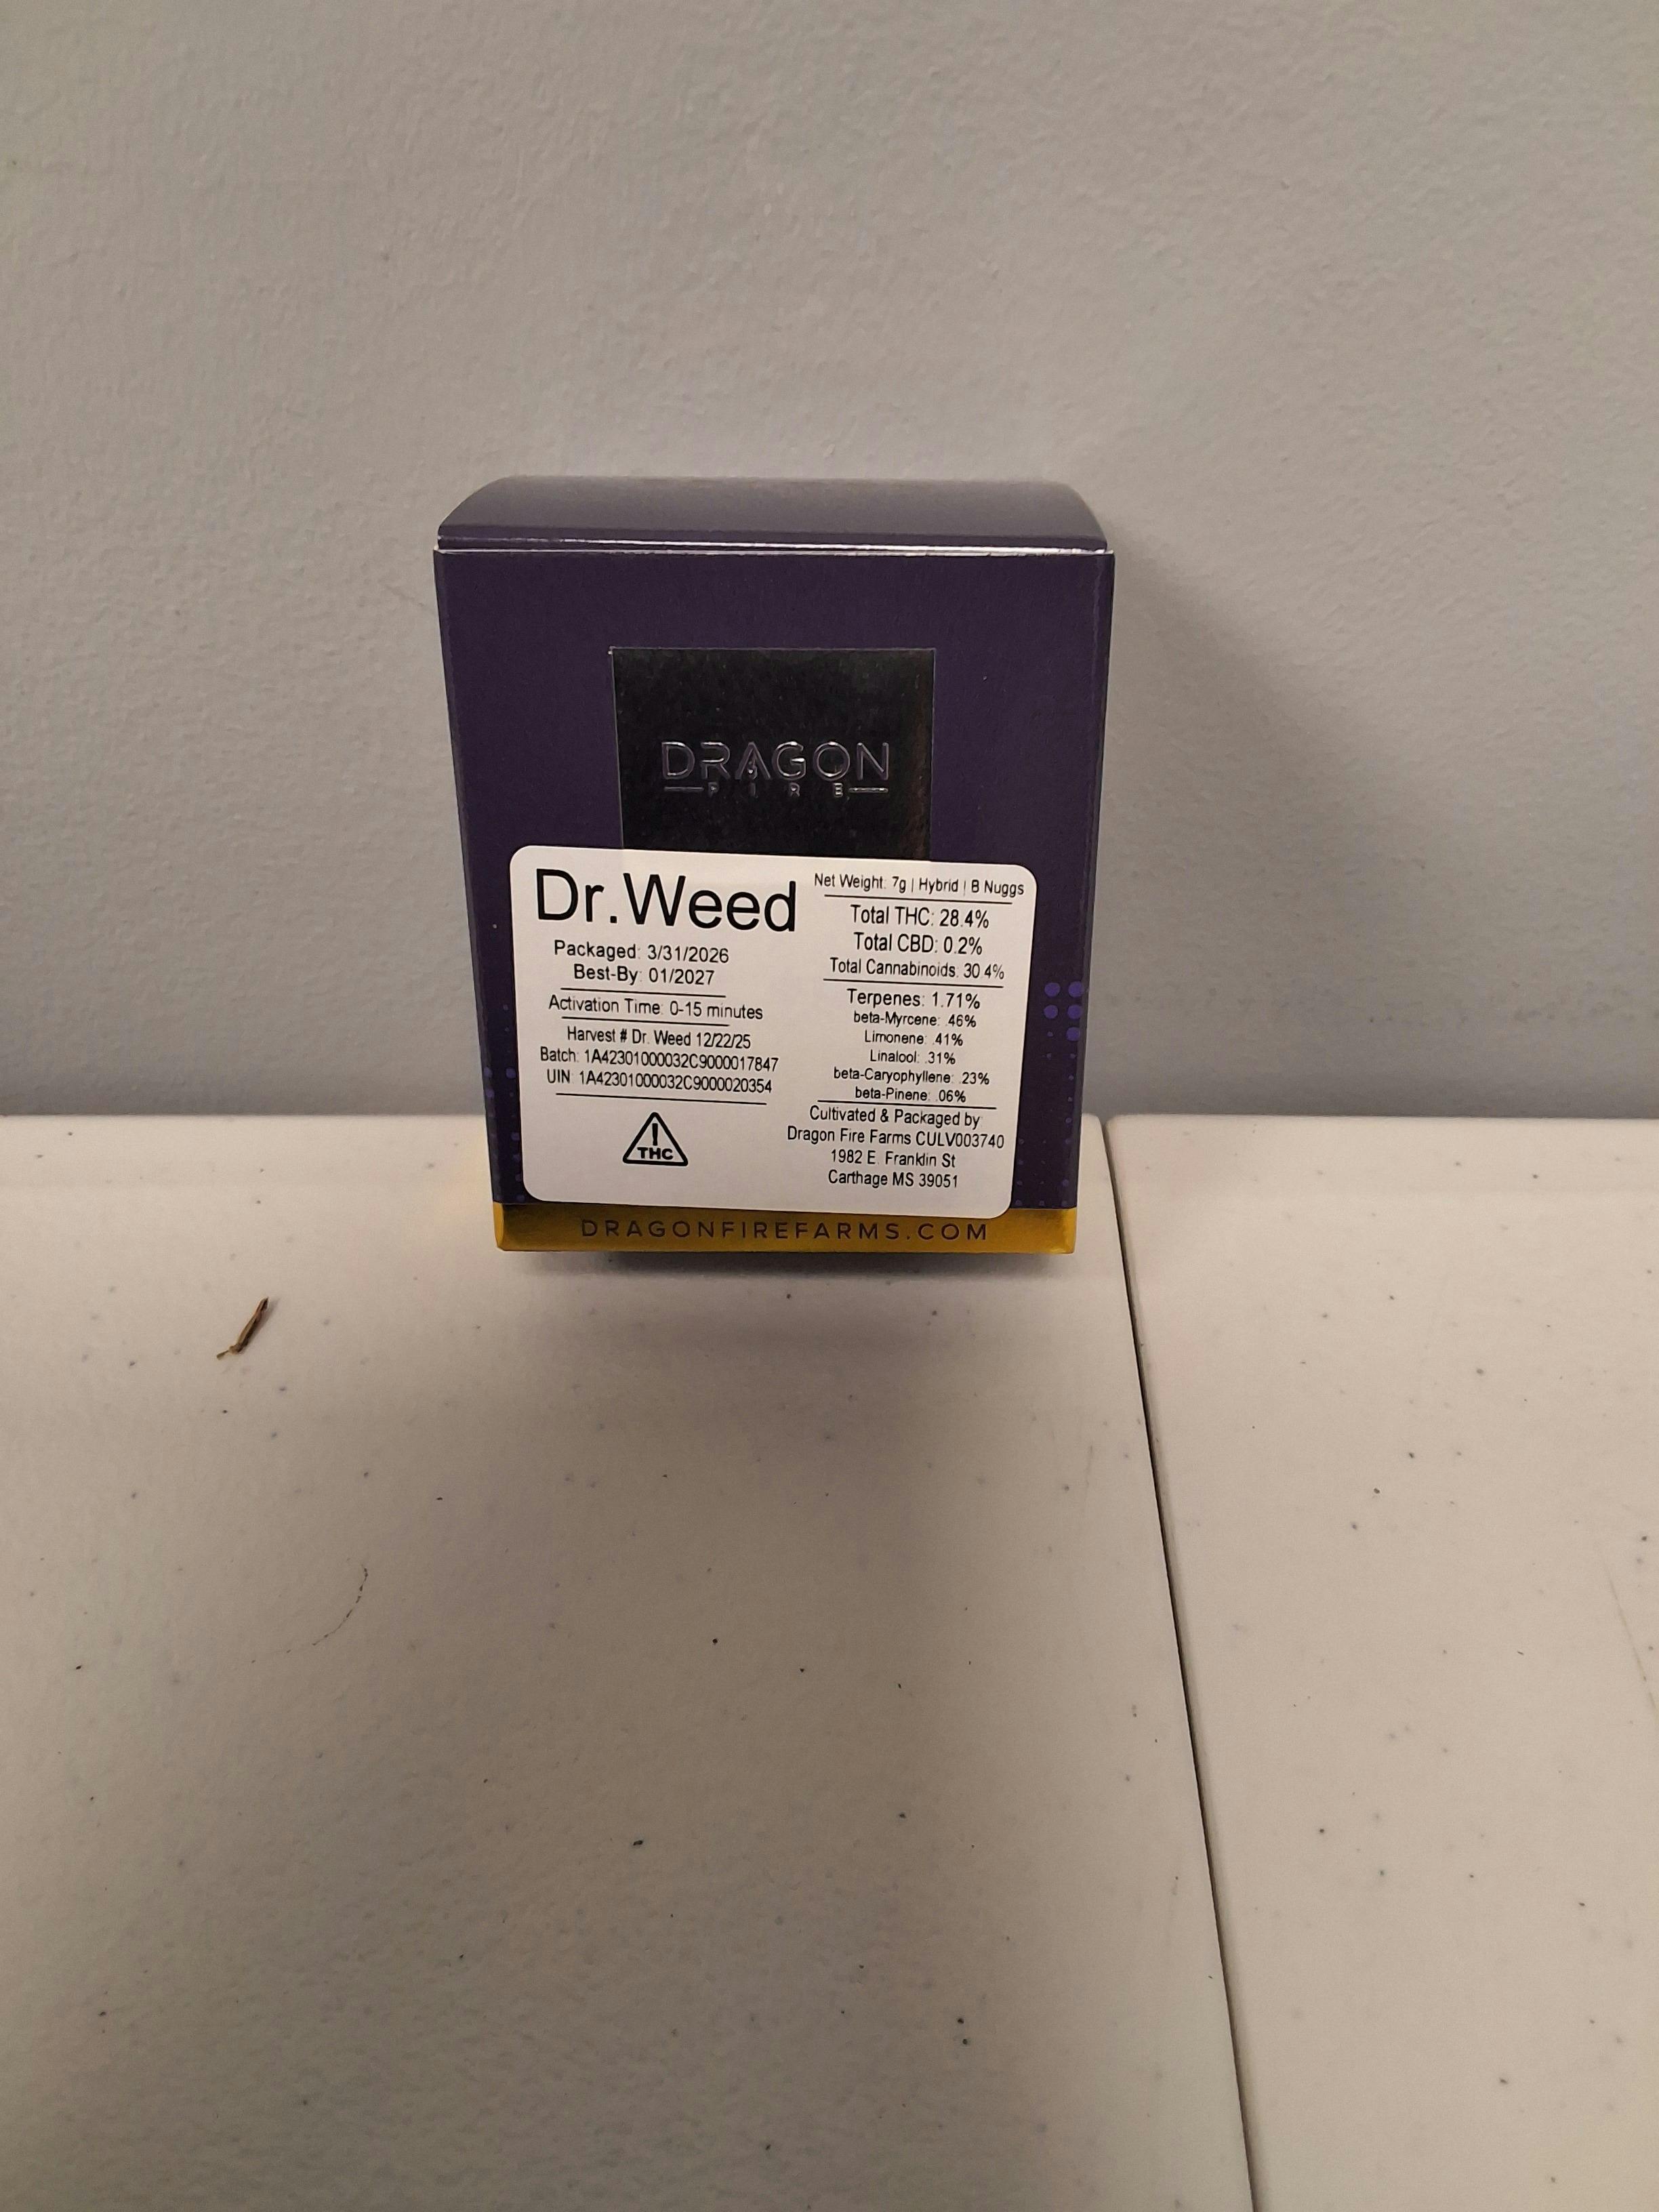 DRAGON
FIRE
Dr.Weed
Packaged: 3/31/2026
Best-By: 01/2027
Activation Time: 0-15 minutes
Harvest # Dr. Weed 12/22/25
Batch: 1A42301000032C9000017847
UIN: 1A42301000032C9000020354
THC
Net Weight: 7g | Hybrid | B Nuggs
Total THC: 28.4%
Total CBD: 0.2%
Total Cannabinoids: 30.4%
Terpenes: 1.71%
beta-Myrcene: .46%
Limonene: .41%
Linalool: .31%
beta-Caryophyllene: .23%
beta-Pinene: .06%
Cultivated & Packaged by:
Dragon Fire Farms CULV003740
1982 E. Franklin St
Carthage MS 39051
DRAGONFIREFARMS.COM